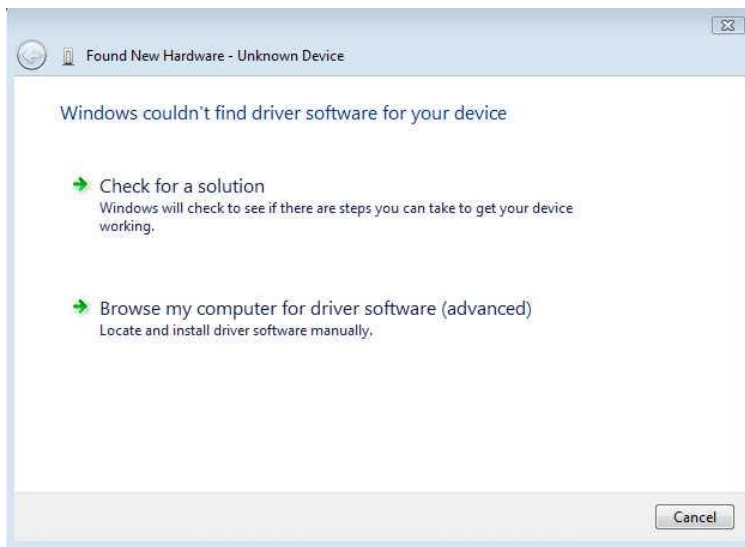 Found New Hardware - Unknown Device
Windows couldn't find driver software for your device
Check for a solution
Windows will check to see if there are steps you can take to get your device
working.
Browse my computer for driver software (advanced)
Locate and install driver software manually.
Cancel